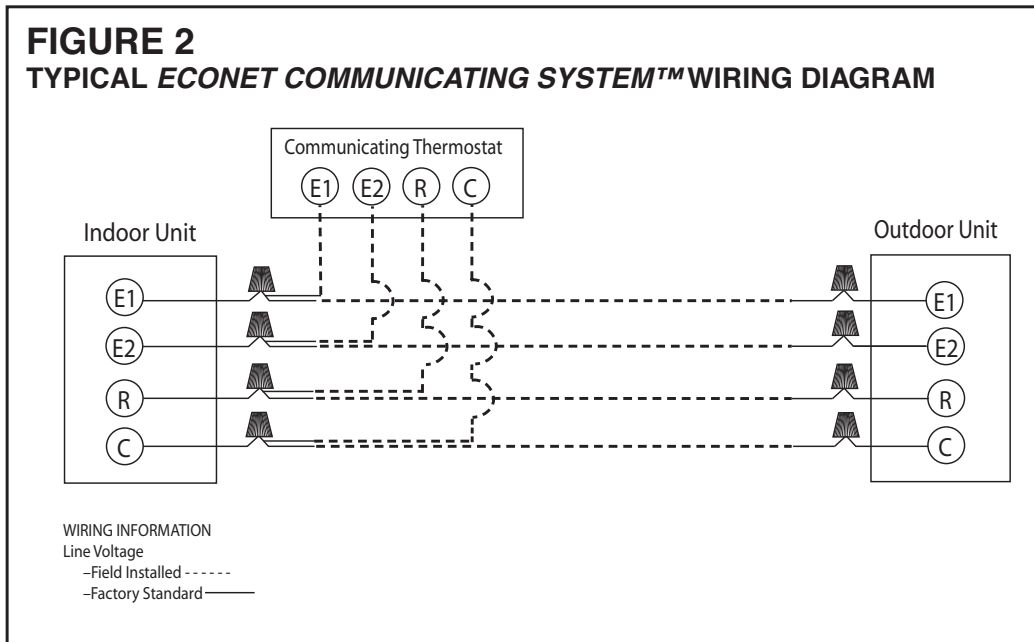 FIGURE 2
TYPICAL ECONET COMMUNICATING SYSTEM™ WIRING DIAGRAM
Communicating Thermostat
E1 E2 R C
Indoor Unit
Outdoor Unit
E1
E2
R
C
E1
E2
R
C
WIRING INFORMATION
Line Voltage
–Field Installed ------
–Factory Standard———